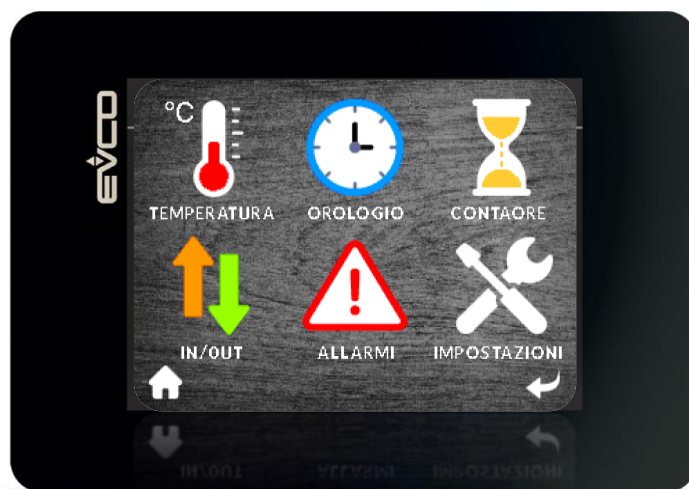 EVCO
°C
TEMPERATURA
OROLOGIO
CONTAORE
IN/OUT
ALLARMI
IMPOSTAZIONI